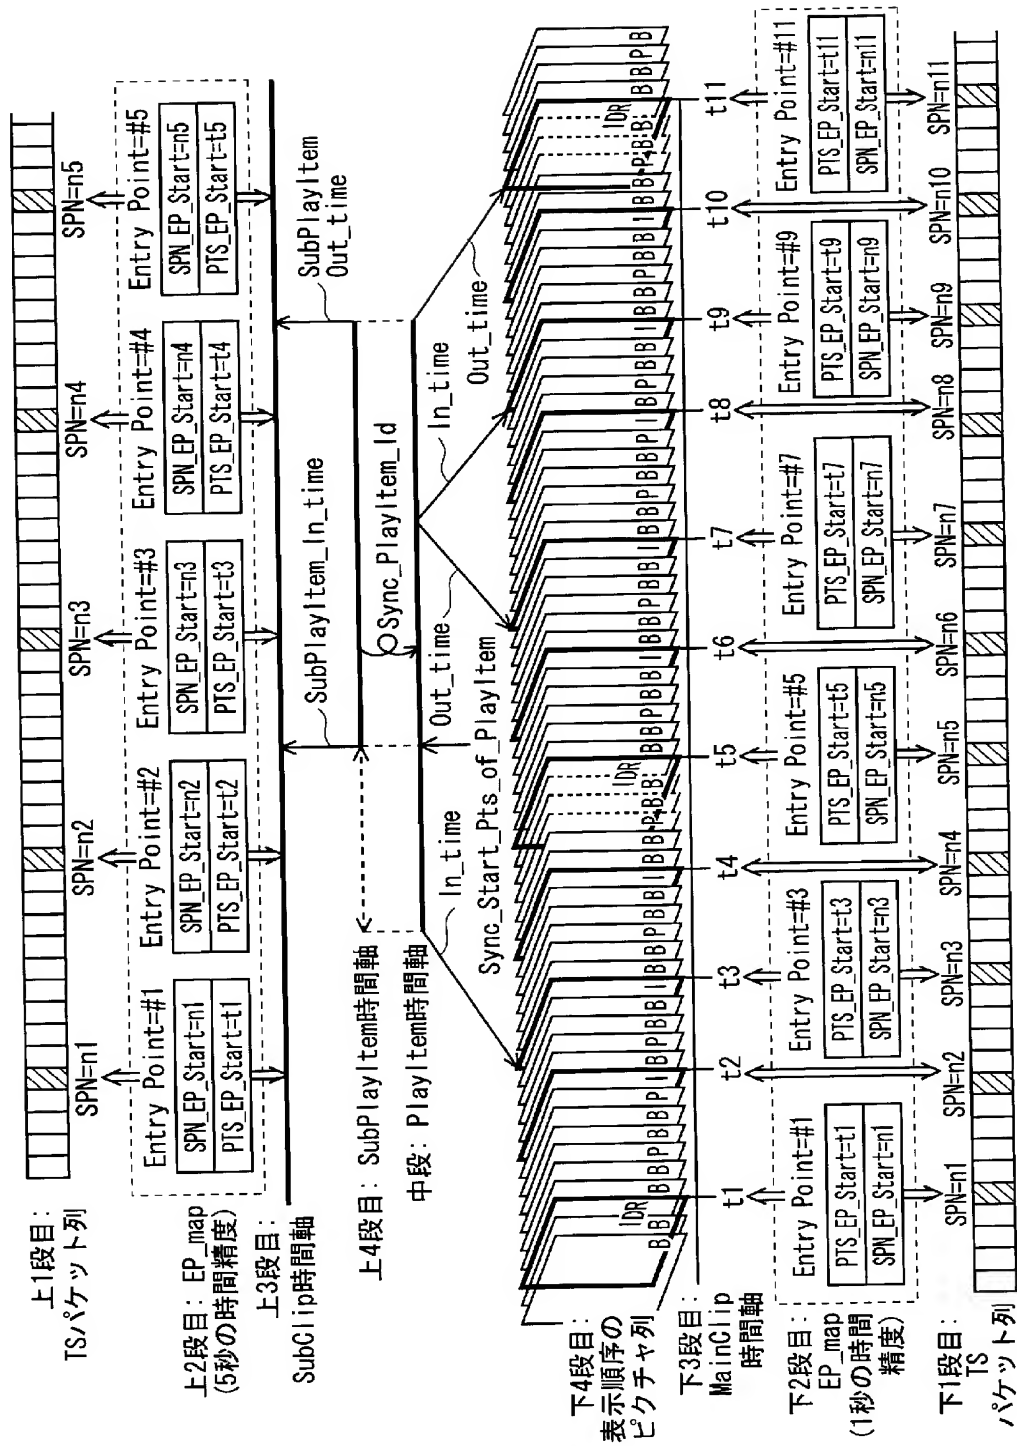 上1段目:
TSパケット列
SPN=n1
SPN=n2
SPN=n3
SPN=n4
SPN=n5
上2段目: EP_map
(5秒の時間精度)
Entry Point=#1
SPN_EP_Start=n1
PTS_EP_Start=t1
Entry Point=#2
SPN_EP_Start=n2
PTS_EP_Start=t2
Entry Point=#3
SPN_EP_Start=n3
PTS_EP_Start=t3
Entry Point=#4
SPN_EP_Start=n4
PTS_EP_Start=t4
Entry Point=#5
SPN_EP_Start=n5
PTS_EP_Start=t5
上3段目:
SubClip時間軸
SubPlayItem_In_time
SubPlayItem
Out_time
上4段目: SubPlayItem時間軸
Sync_PlayItem_Id
中段: PlayItem時間軸
In_time
Sync_Start_Pts_of_PlayItem
Out_time
In_time
Out_time
下4段目:
表示順序の
ピクチャ列
IDR
IDR
IDR
下3段目:
MainClip
時間軸
t1
t2
t3
t4
t5
t6
t7
t8
t9
t10
t11
下2段目:
EP_map
(1秒の時間
精度)
Entry Point=#1
PTS_EP_Start=t1
SPN_EP_Start=n1
Entry Point=#3
PTS_EP_Start=t3
SPN_EP_Start=n3
Entry Point=#5
PTS_EP_Start=t5
SPN_EP_Start=n5
Entry Point=#7
PTS_EP_Start=t7
SPN_EP_Start=n7
Entry Point=#9
PTS_EP_Start=t9
SPN_EP_Start=n9
Entry Point=#11
PTS_EP_Start=t11
SPN_EP_Start=n11
下1段目:
TS
パケット列
SPN=n1
SPN=n2
SPN=n3
SPN=n4
SPN=n5
SPN=n6
SPN=n7
SPN=n8
SPN=n9
SPN=n10
SPN=n11